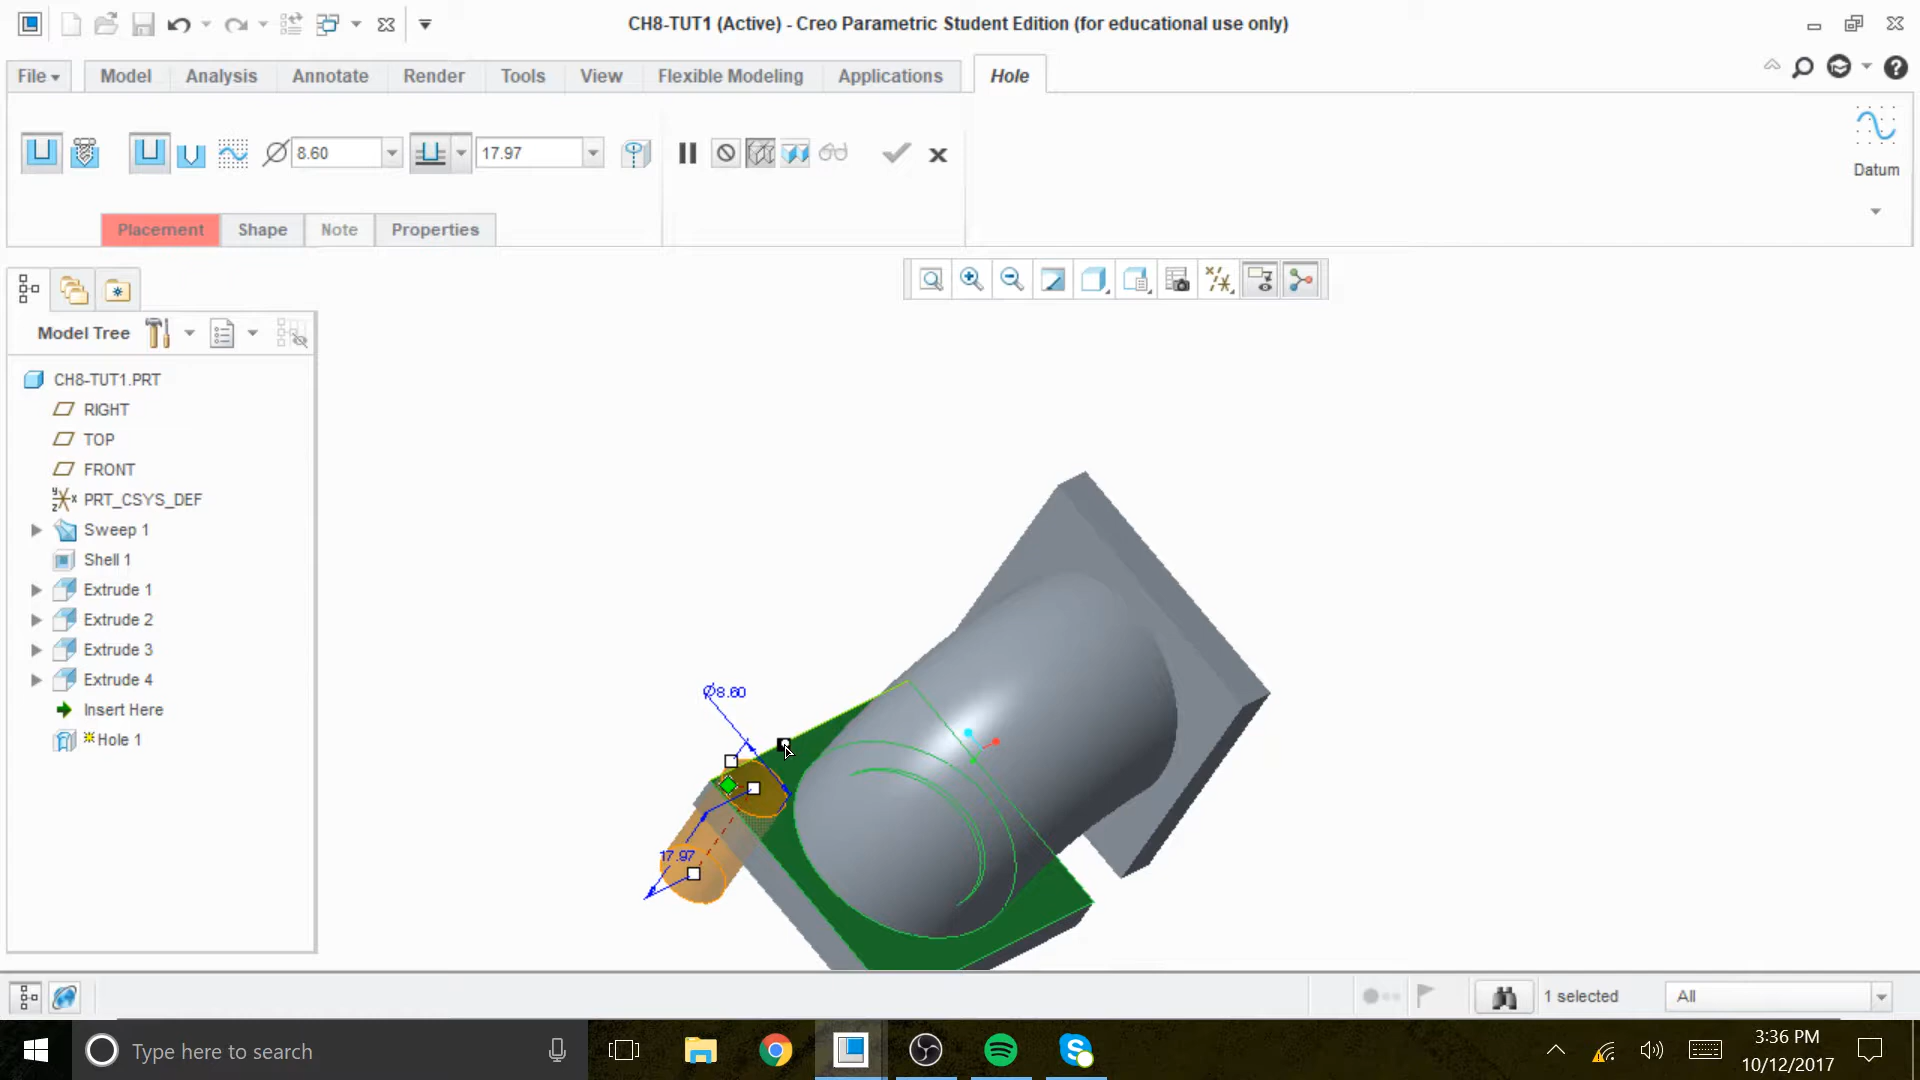 CH8-TUT1 (Active) - Creo Parametric Student Edition (for educational use only)
File Model Analysis Annotate Render Tools View Flexible Modeling Applications Hole
8.60 17.97
Datum
Placement Shape Note Properties
Model Tree
CH8-TUT1.PRT
RIGHT
TOP
FRONT
PRT_CSYS_DEF
Sweep 1
Shell 1
Extrude 1
Extrude 2
Extrude 3
Extrude 4
Insert Here
Hole 1
Ø8.60
17.97
1 selected All
Type here to search
3:36 PM
10/12/2017